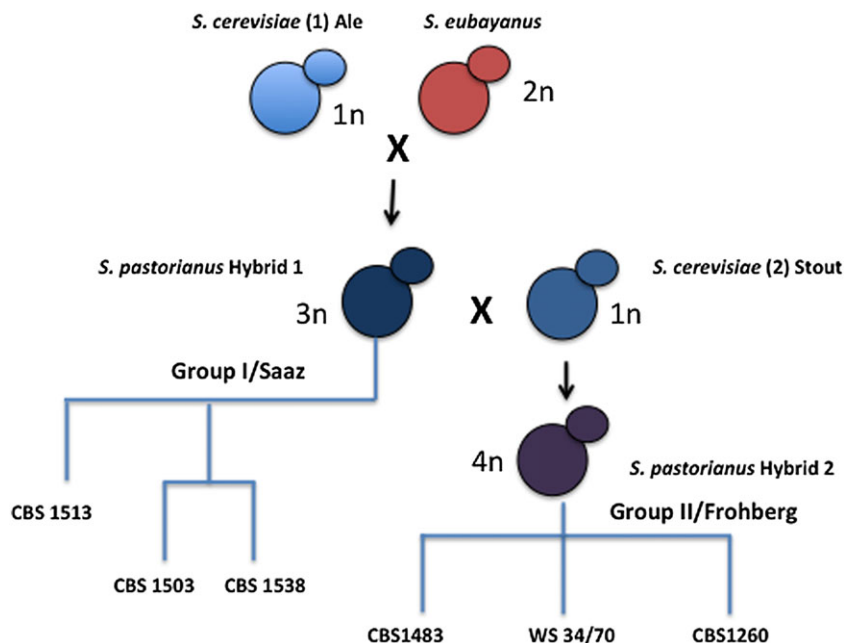 S. cerevisiae (1) Ale
S. eubayanus
1n
2n
X
S. pastorianus Hybrid 1
S. cerevisiae (2) Stout
3n
X
1n
Group I/Saaz
4n
S. pastorianus Hybrid 2
CBS 1513
Group II/Frohberg
CBS 1503
CBS 1538
CBS1483
WS 34/70
CBS1260